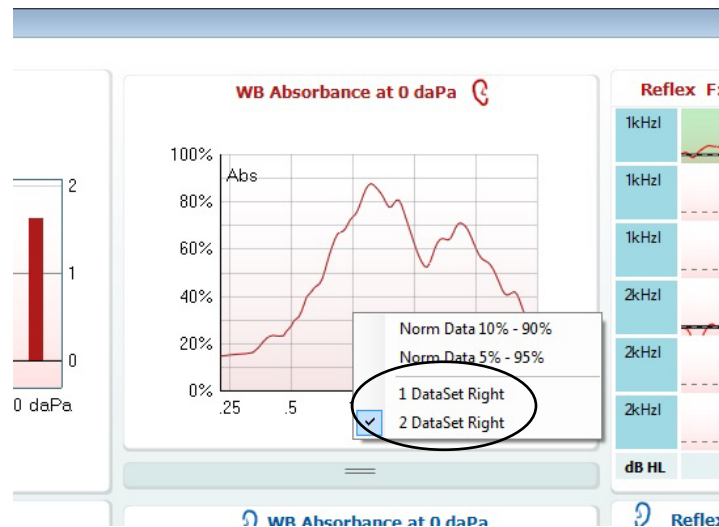 WB Absorbance at 0 daPa
Reflex
1kHzI
1kHzI
1kHzI
2kHzI
2kHzI
2kHzI
dB HL
2
1
0
0 daPa
100%
80%
60%
40%
20%
0%
Abs
.25
.5
Norm Data 10% - 90%
Norm Data 5% - 95%
1 DataSet Right
2 DataSet Right
WB Absorbance at 0 daPa